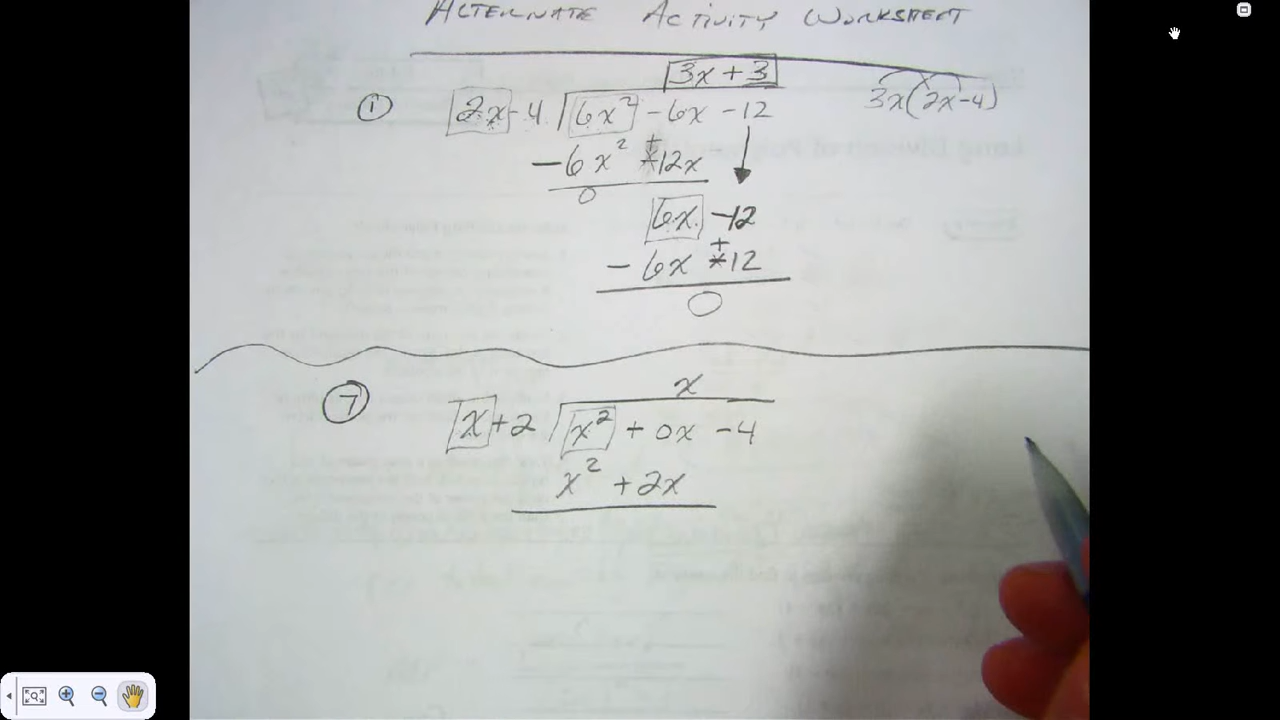 ALTERNATE ACTIVITY WORKSHEET
3x + 3
① 2x - 4 | 6x² - 6x - 12 3x(2x-4)
- 6x² + 12x
0
6x - 12
- 6x + 12
0
⑦ x
x + 2 | x² + 0x - 4
x² + 2x